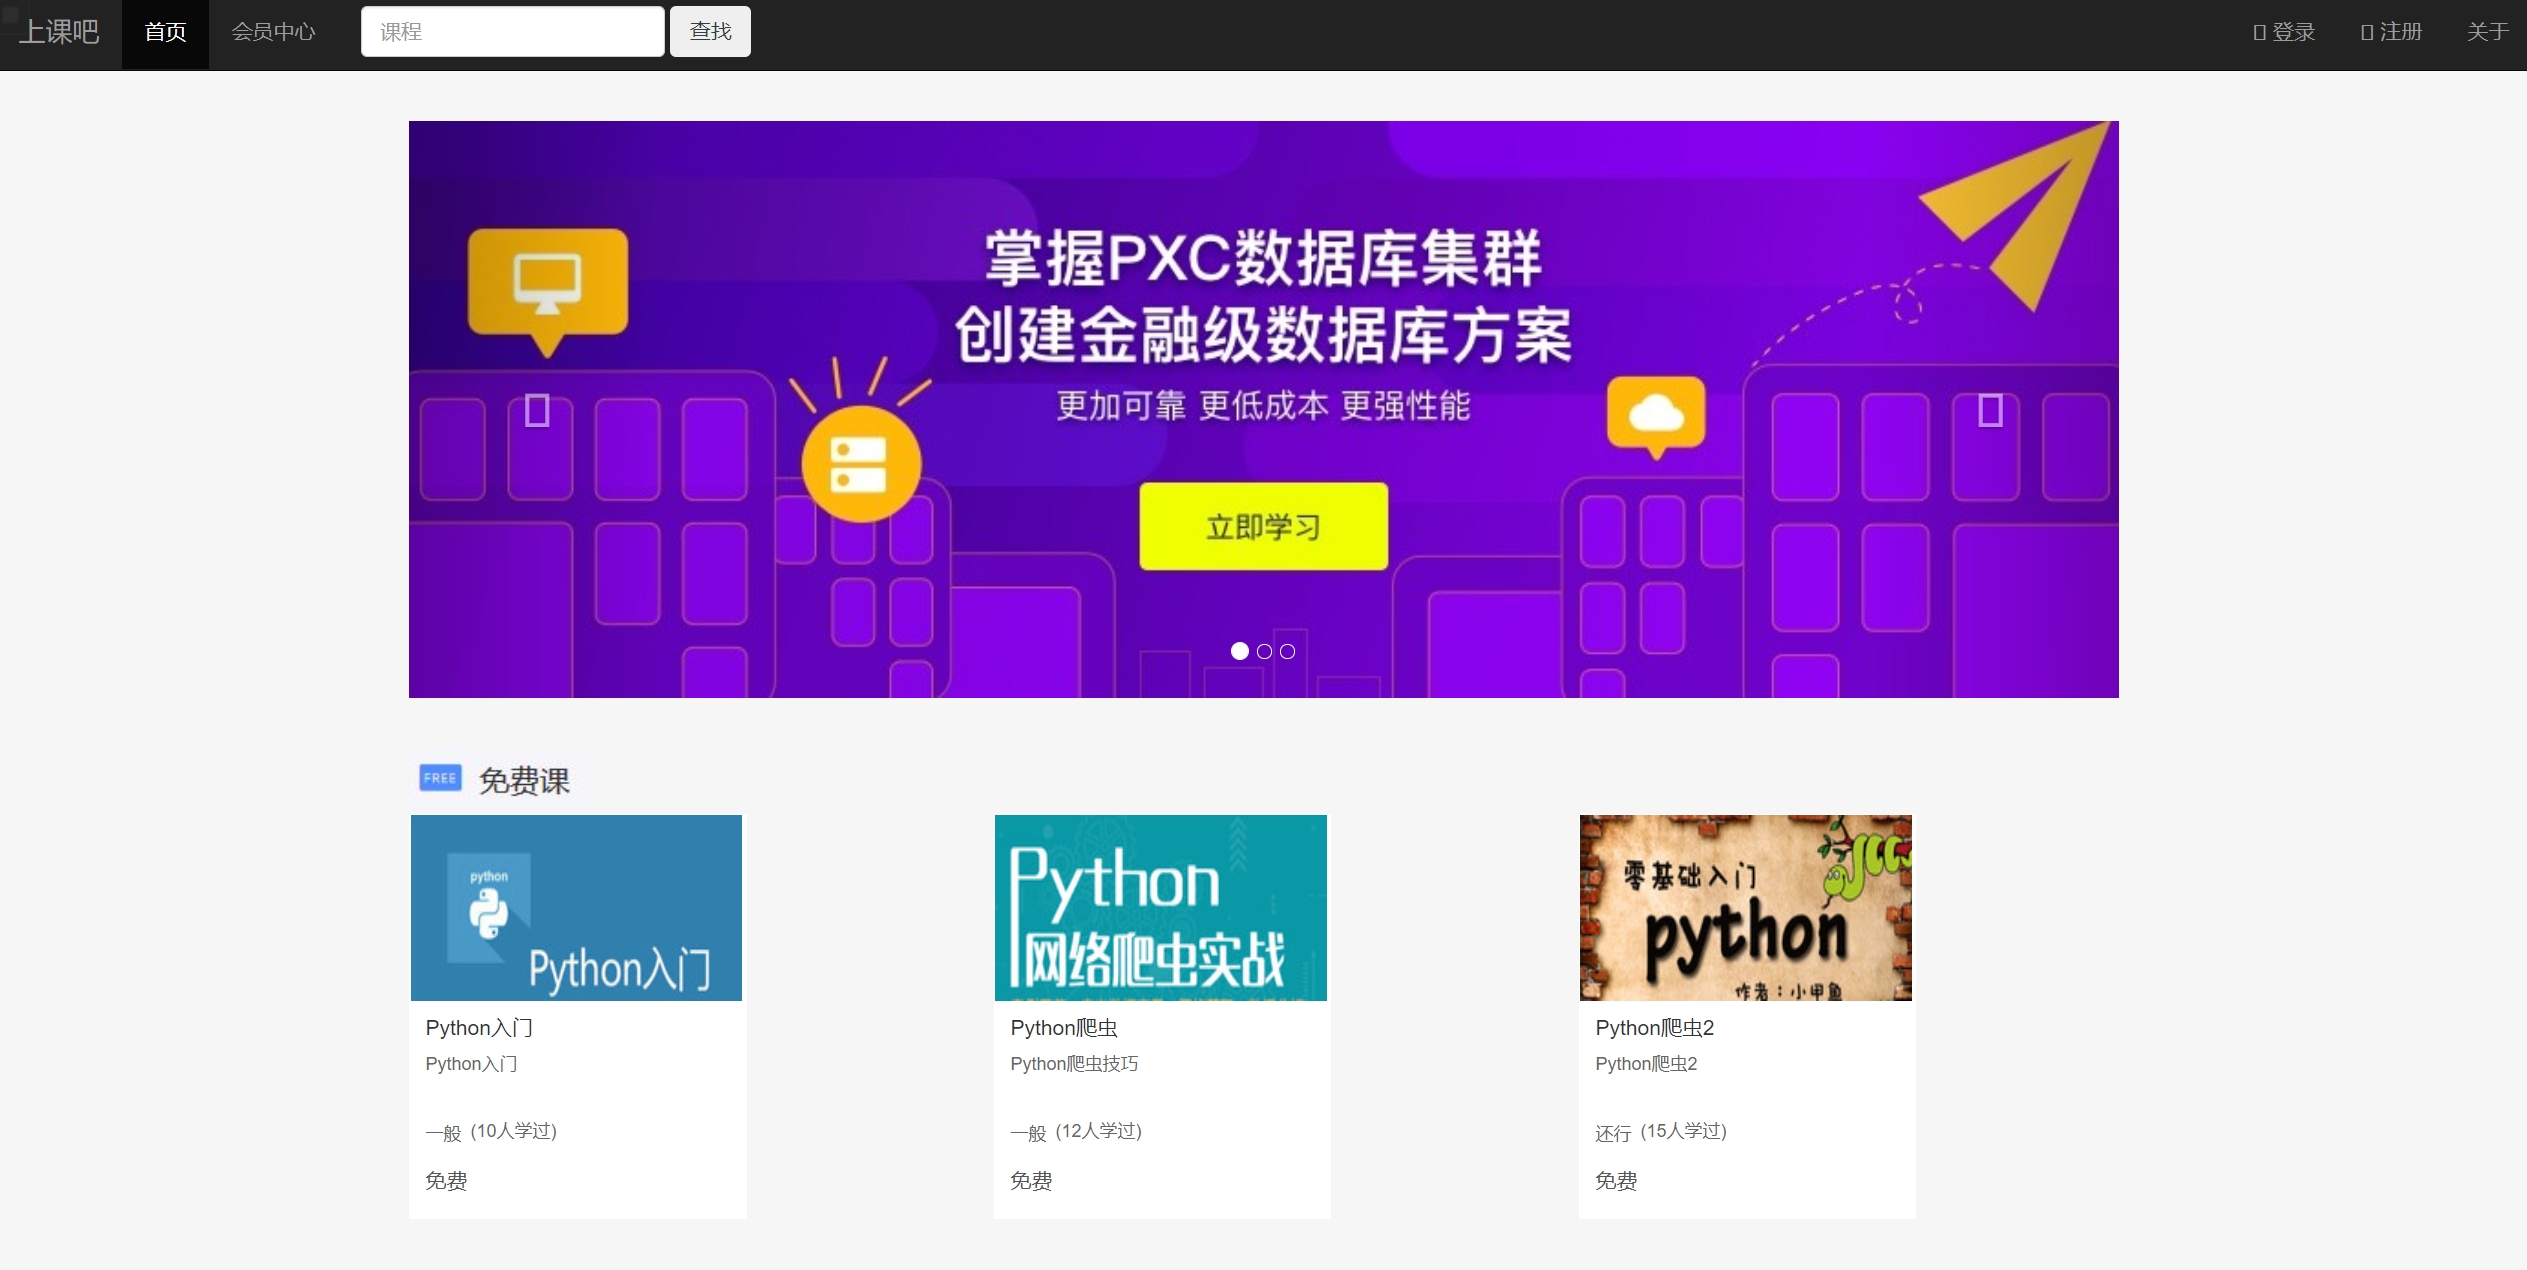 上课吧 首页 会员中心 课程 查找 登录 注册 关于
掌握PXC数据库集群
创建金融级数据库方案
更加可靠 更低成本 更强性能
立即学习
FREE 免费课
python
Python入门
Python
网络爬虫实战
零基础入门
python
作者:小甲鱼
Python入门
Python入门
一般 (10人学过)
免费
Python爬虫
Python爬虫技巧
一般 (12人学过)
免费
Python爬虫2
Python爬虫2
还行 (15人学过)
免费